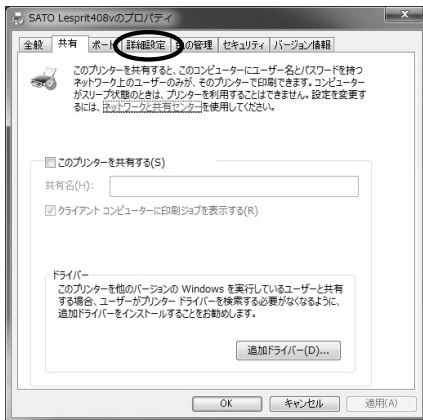 SATO Lesprit408vのプロパティ
全般 共有 ポート 詳細設定 色の管理 セキュリティ バージョン情報
このプリンターを共有すると、このコンピューターにユーザー名とパスワードを持つ
ネットワーク上のユーザーのみが、そのプリンターで印刷できます。コンピューター
がスリープ状態のときは、プリンターを利用することはできません。設定を変更す
るには、ネットワークと共有センターを使用してください。
このプリンターを共有する(S)
共有名(H):
クライアント コンピューターに印刷ジョブを表示する(R)
ドライバー
このプリンターを他のバージョンの Windows を実行しているユーザーと共有
する場合、ユーザーがプリンター ドライバーを検索する必要がなくなるように、
追加ドライバーをインストールすることをお勧めします。
追加ドライバー(D)...
OK キャンセル 適用(A)